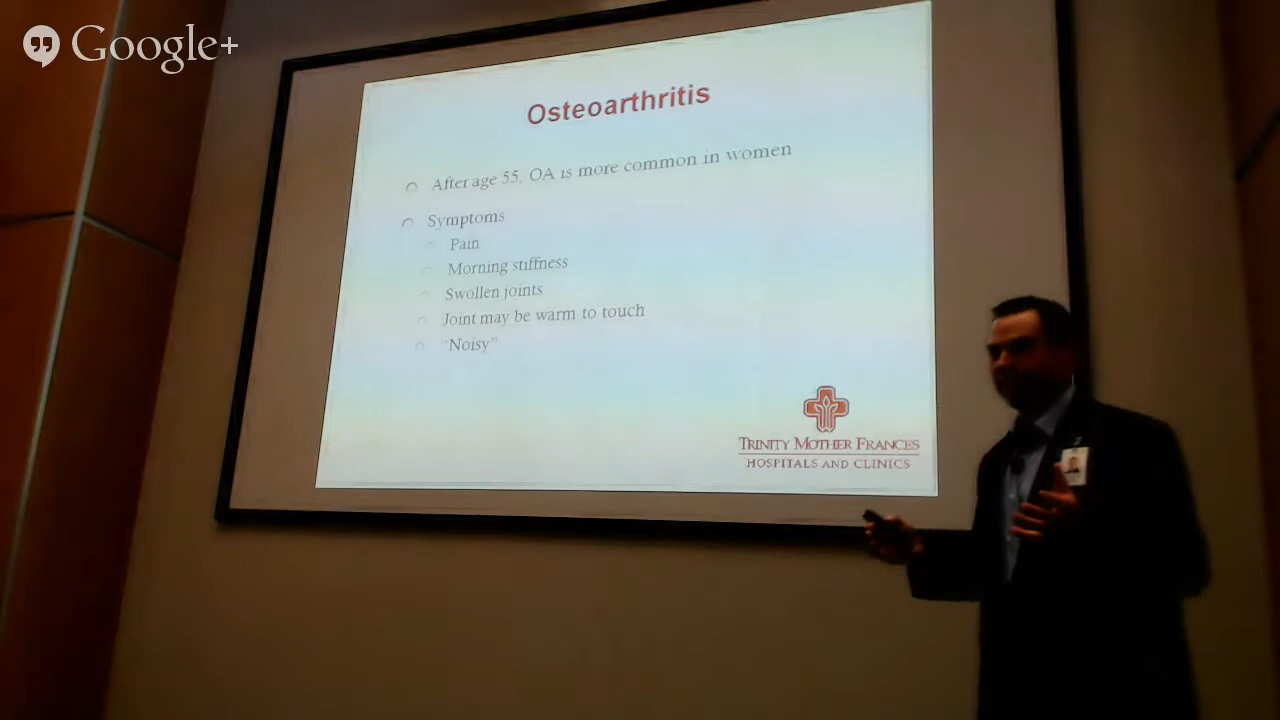 Google+
Osteoarthritis
After age 55, OA is more common in women
Symptoms
Pain
Morning stiffness
Swollen joints
Joint may be warm to touch
"Noisy"
TRINITY MOTHER FRANCES
HOSPITALS AND CLINICS